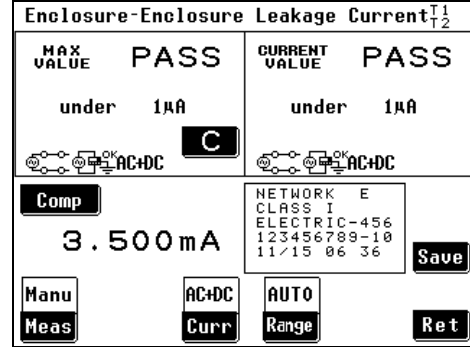 Enclosure-Enclosure Leakage Current T1 T2
MAX VALUE PASS
CURRENT VALUE PASS
under 1μA
under 1μA
C
OK AC+DC
OK AC+DC
Comp
3.500mA
NETWORK E
CLASS I
ELECTRIC-456
123456789-10
11/15 06 36
Save
Manu
AC+DC
AUTO
Meas
Curr
Range
Ret